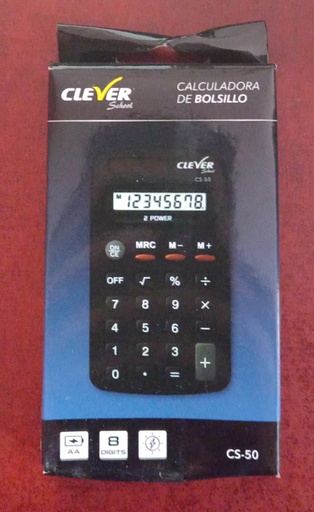 CLEVER
School
CALCULADORA
DE BOLSILLO
CLEVER
School
CS-50
M
12345678
2 POWER
MRC M- M+
ON
CE
OFF √ % ÷
7 8 9 ×
4 5 6 −
1 2 3 +
0 · =
AA
8
DIGITS
CS-50